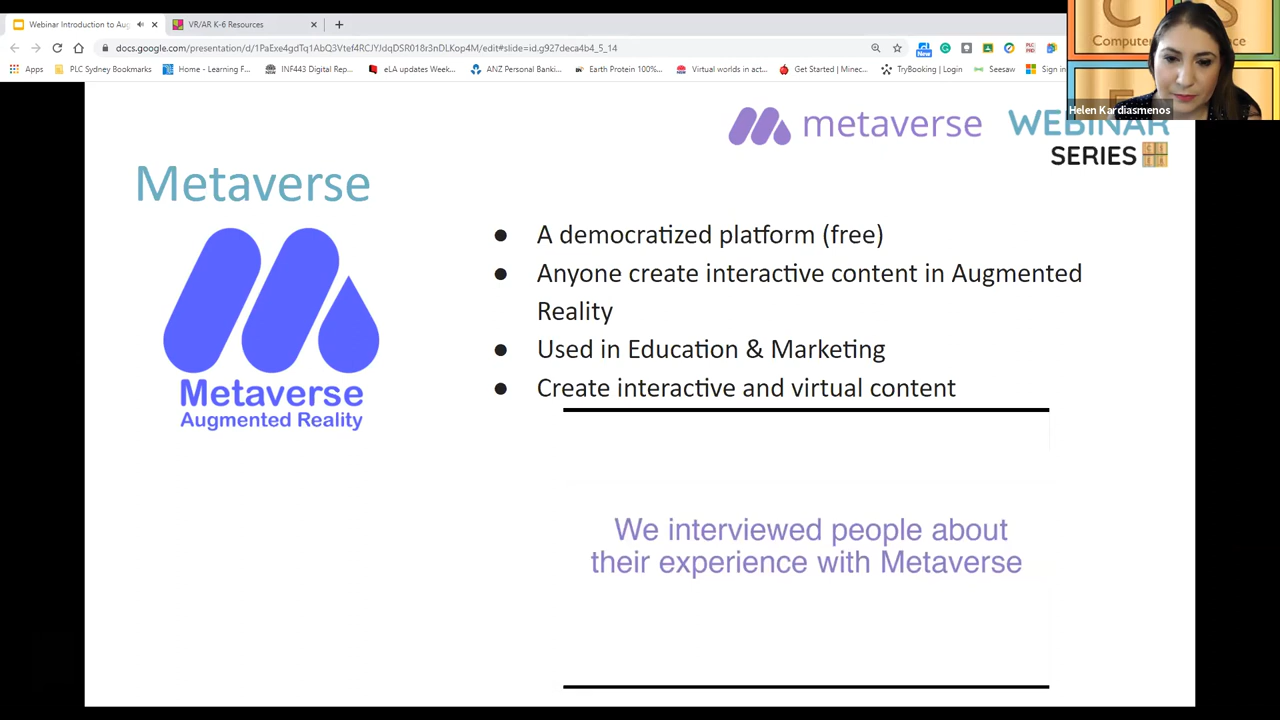 Webinar Introduction to Aug
VR/AR K-6 Resources
docs.google.com/presentation/d/1PaExe4gdTq1AbQ3Vtef4RCJYJdqDSR018r3nDLKop4M/edit#slide=id.g927deca4b4_5_14
New
Apps
PLC Sydney Bookmarks
Home – Learning F...
INF443 Digital Rep...
eLA updates Week...
ANZ Personal Banki...
Earth Protein 100%...
Virtual worlds in act...
Get Started | Minec...
TryBooking | Login
Seesaw
Sign in
Helen Kardiasmenos
metaverse
WEBINAR
SERIES
Metaverse
Metaverse
Augmented Reality
● A democratized platform (free)
● Anyone create interactive content in Augmented
Reality
● Used in Education & Marketing
● Create interactive and virtual content
We interviewed people about
their experience with Metaverse